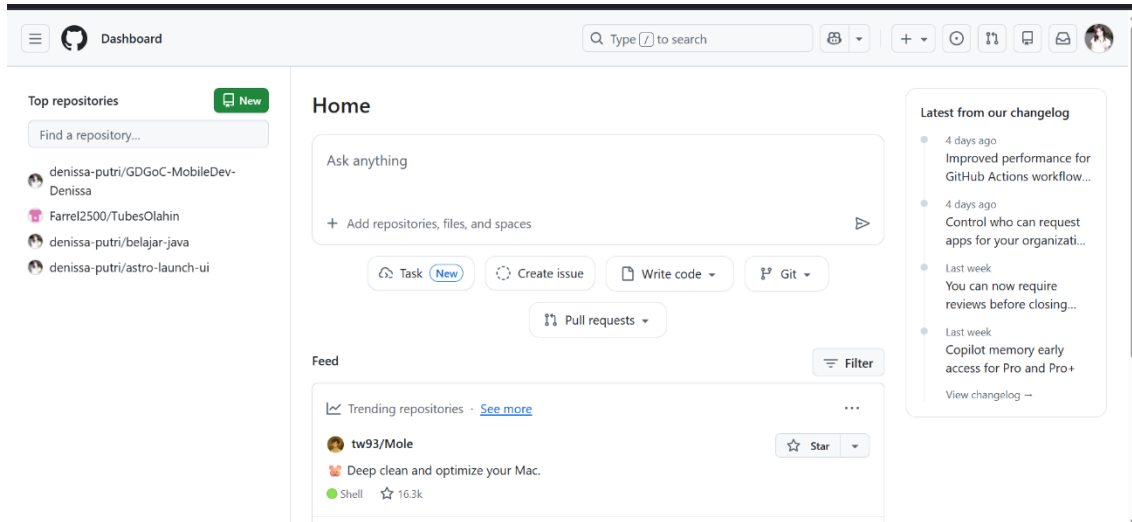 Dashboard
Type / to search
Top repositories
New
Find a repository...
denissa-putri/GDGoC-MobileDev-
Denissa
Farrel2500/TubesOlahin
denissa-putri/belajar-java
denissa-putri/astro-launch-ui
Home
Ask anything
Add repositories, files, and spaces
Task New
Create issue
Write code
Git
Pull requests
Feed
Filter
Trending repositories · See more
tw93/Mole
Star
Deep clean and optimize your Mac.
Shell 16.3k
Latest from our changelog
4 days ago
Improved performance for
GitHub Actions workflow...
4 days ago
Control who can request
apps for your organizati...
Last week
You can now require
reviews before closing...
Last week
Copilot memory early
access for Pro and Pro+
View changelog →